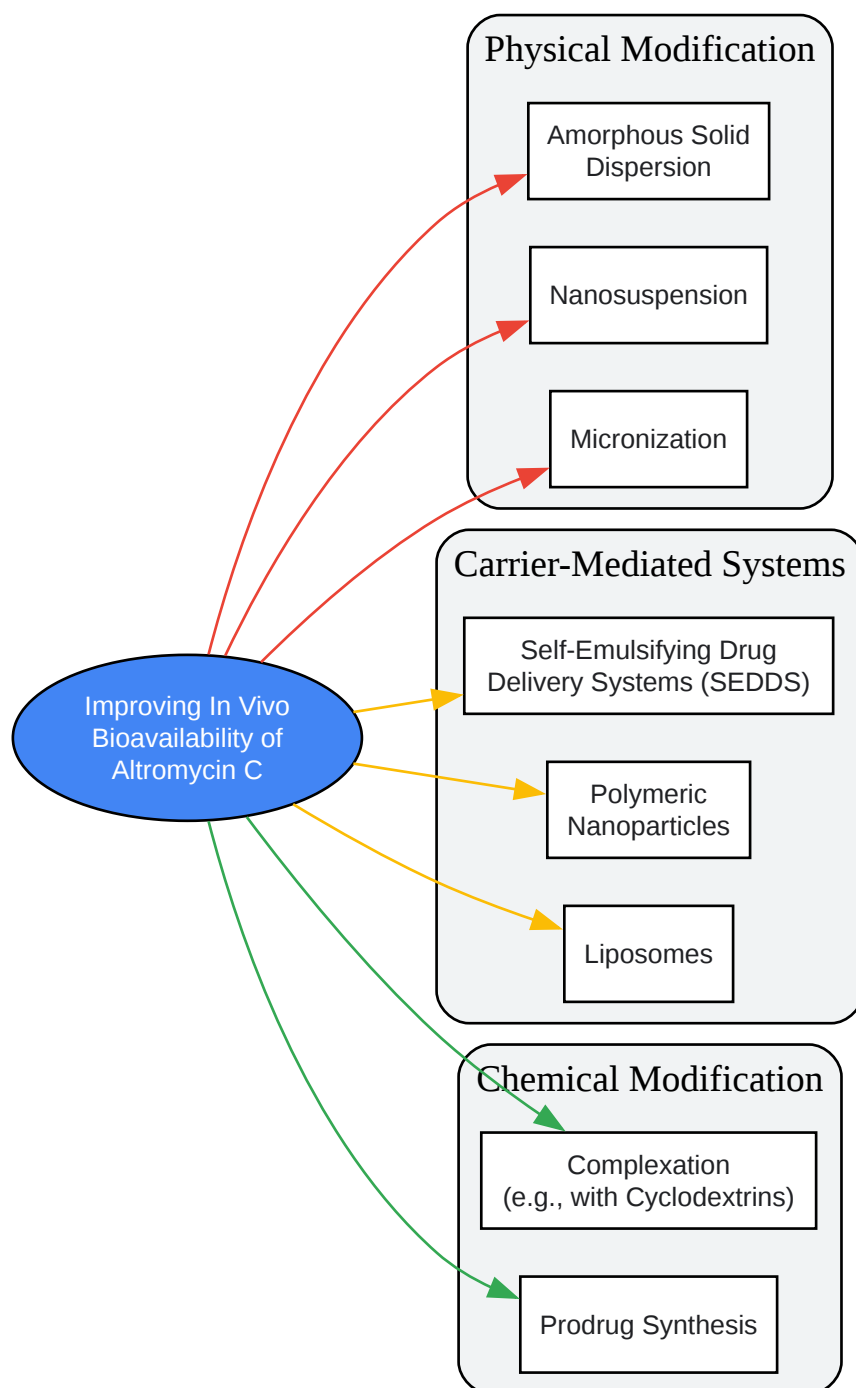 Physical Modification
Amorphous Solid
Dispersion
Nanosuspension
Micronization
Carrier-Mediated Systems
Self-Emulsifying Drug
Delivery Systems (SEDDS)
Improving In Vivo
Bioavailability of
Altromycin C
Polymeric
Nanoparticles
Liposomes
Chemical Modification
Complexation
(e.g., with Cyclodextrins)
Prodrug Synthesis